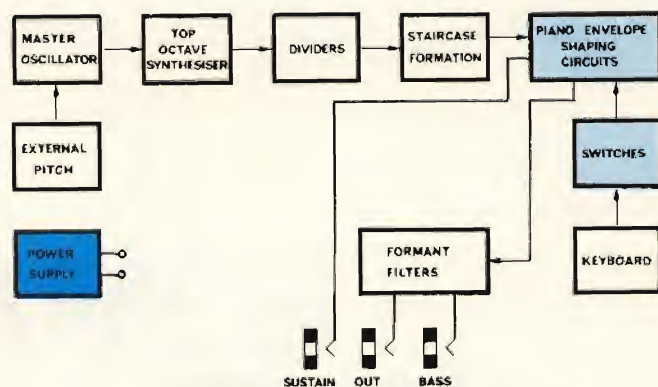 MASTER
OSCILLATOR
TOP
OCTAVE
SYNTHESISER
DIVIDERS
STAIRCASE
FORMATION
PIANO ENVELOPE
SHAPING
CIRCUITS
EXTERNAL
PITCH
SWITCHES
POWER
SUPPLY
FORMANT
FILTERS
KEYBOARD
SUSTAIN OUT BASS